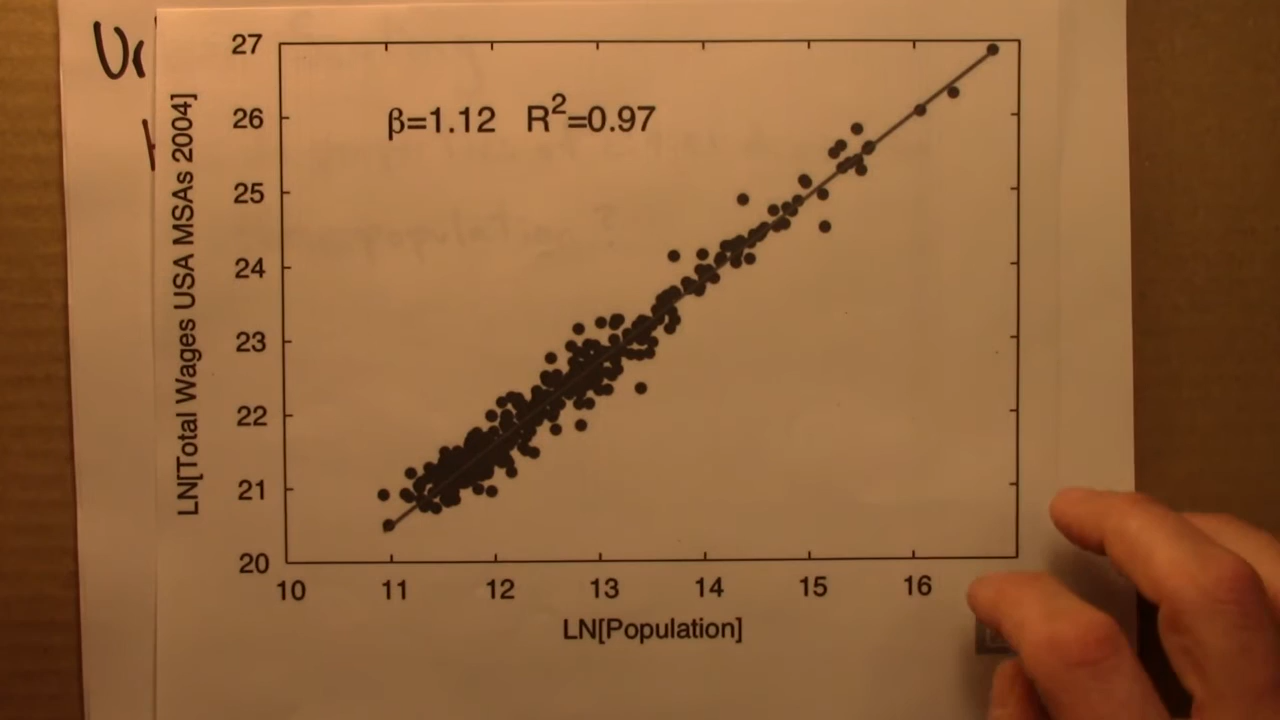 Ur
27
26
25
24
23
22
21
20
LN[Total Wages USA MSAs 2004]
β=1.12 R²=0.97
10 11 12 13 14 15 16
LN[Population]